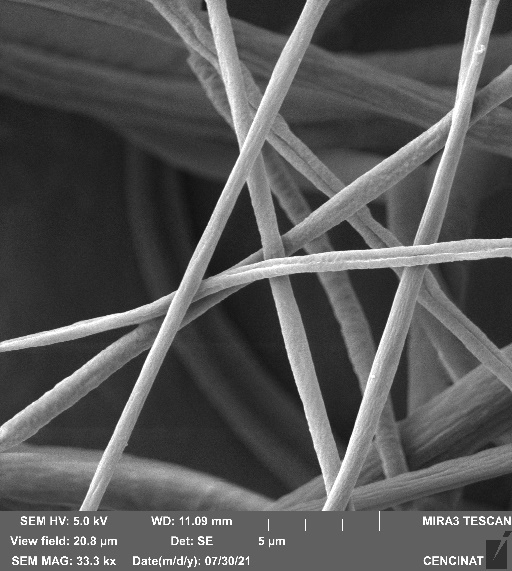 SEM HV: 5.0 kV WD: 11.09 mm MIRA3 TESCAN
View field: 20.8 µm Det: SE 5 µm
SEM MAG: 33.3 kx Date(m/d/y): 07/30/21 CENCINAT